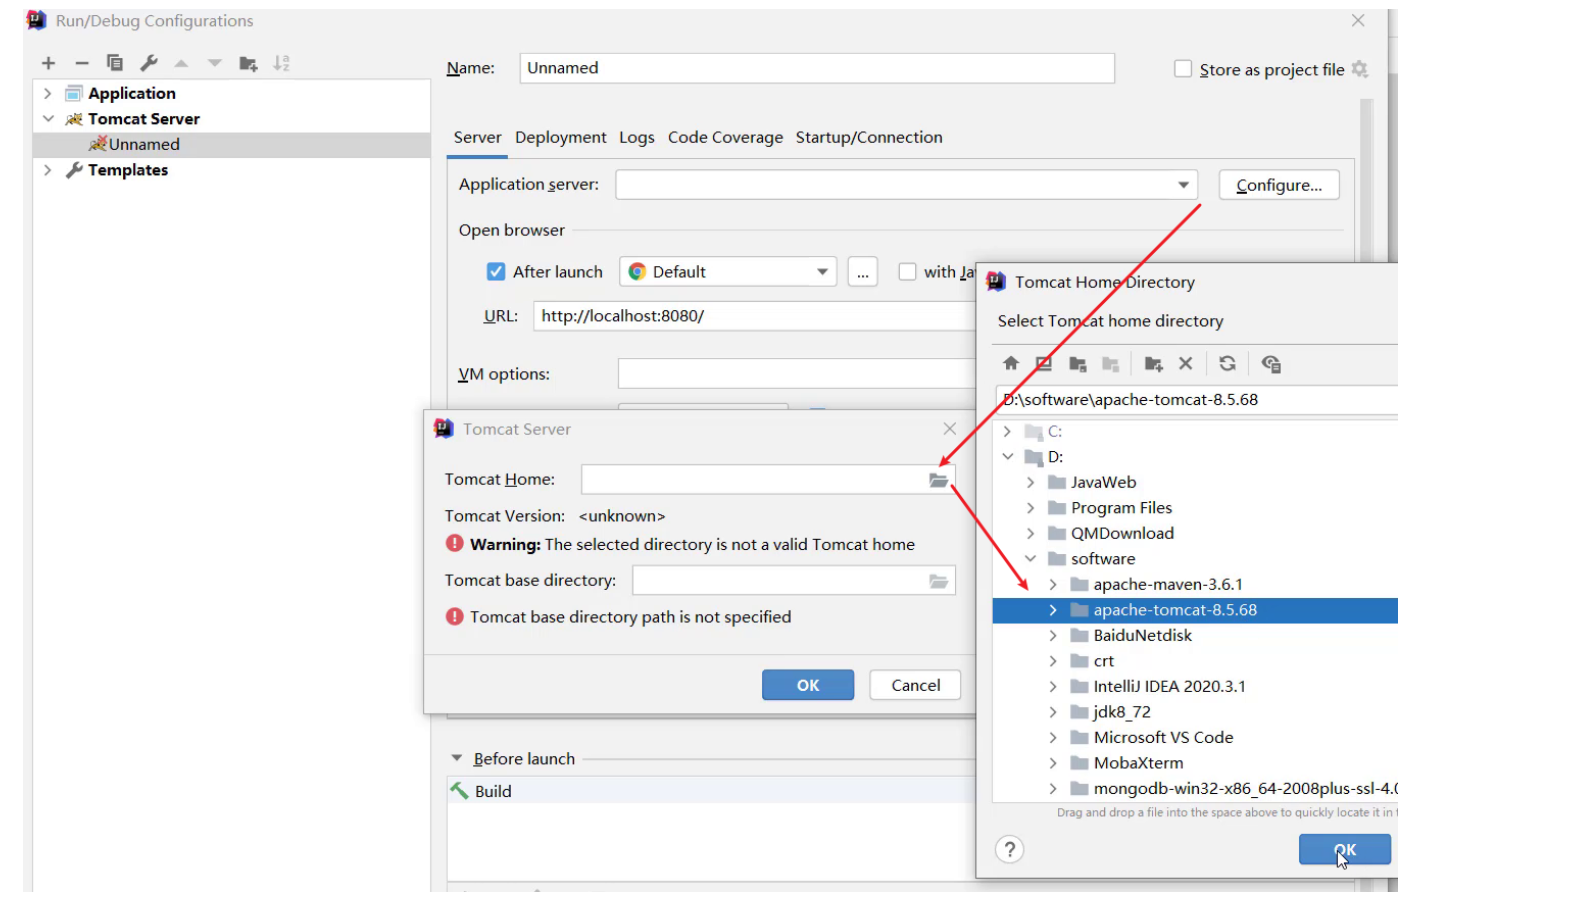 Run/Debug Configurations
Name: Unnamed
Store as project file
Application
Tomcat Server
Unnamed
Templates
Server Deployment Logs Code Coverage Startup/Connection
Application server:
Configure...
Open browser
After launch Default ... with
URL: http://localhost:8080/
VM options:
Tomcat Server
Tomcat Home:
Tomcat Version: <unknown>
Warning: The selected directory is not a valid Tomcat home
Tomcat base directory:
Tomcat base directory path is not specified
OK Cancel
Before launch
Build
Tomcat Home Directory
Select Tomcat home directory
D:\software\apache-tomcat-8.5.68
C:
D:
JavaWeb
Program Files
QMDownload
software
apache-maven-3.6.1
apache-tomcat-8.5.68
BaiduNetdisk
crt
IntelliJ IDEA 2020.3.1
jdk8_72
Microsoft VS Code
MobaXterm
mongodb-win32-x86_64-2008plus-ssl-4.0
Drag and drop a file into the space above to quickly locate it in
? OK